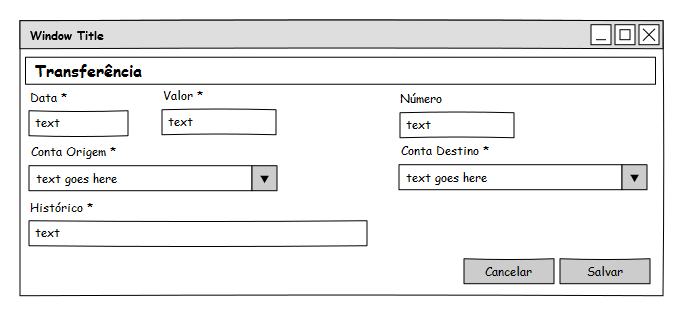 Window Title
Transferência
Data *
Valor *
Número
text
text
text
Conta Origem *
Conta Destino *
text goes here
text goes here
Histórico *
text
Cancelar
Salvar